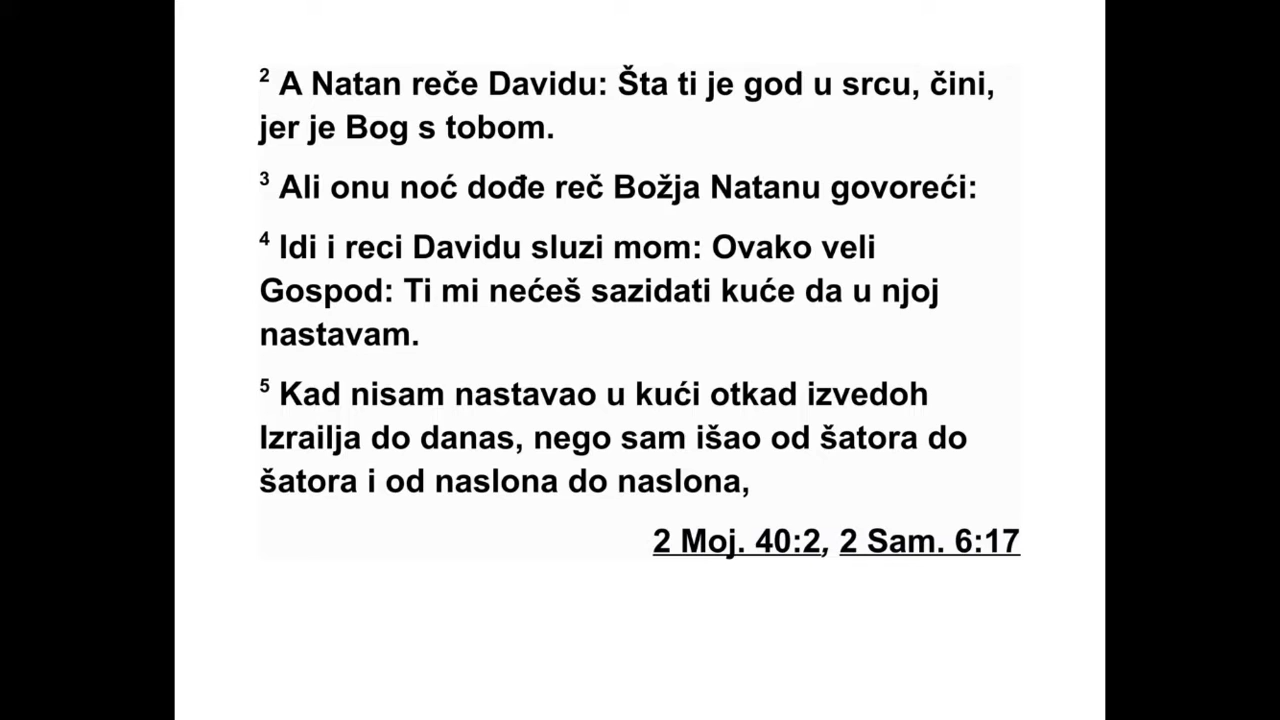 2 A Natan reče Davidu: Šta ti je god u srcu, čini,
jer je Bog s tobom.
3 Ali onu noć dođe reč Božja Natanu govoreći:
4 Idi i reci Davidu sluzi mom: Ovako veli
Gospod: Ti mi nećeš sazidati kuće da u njoj
nastavam.
5 Kad nisam nastavao u kući otkad izvedoh
Izrailja do danas, nego sam išao od šatora do
šatora i od naslona do naslona,
2 Moj. 40:2, 2 Sam. 6:17